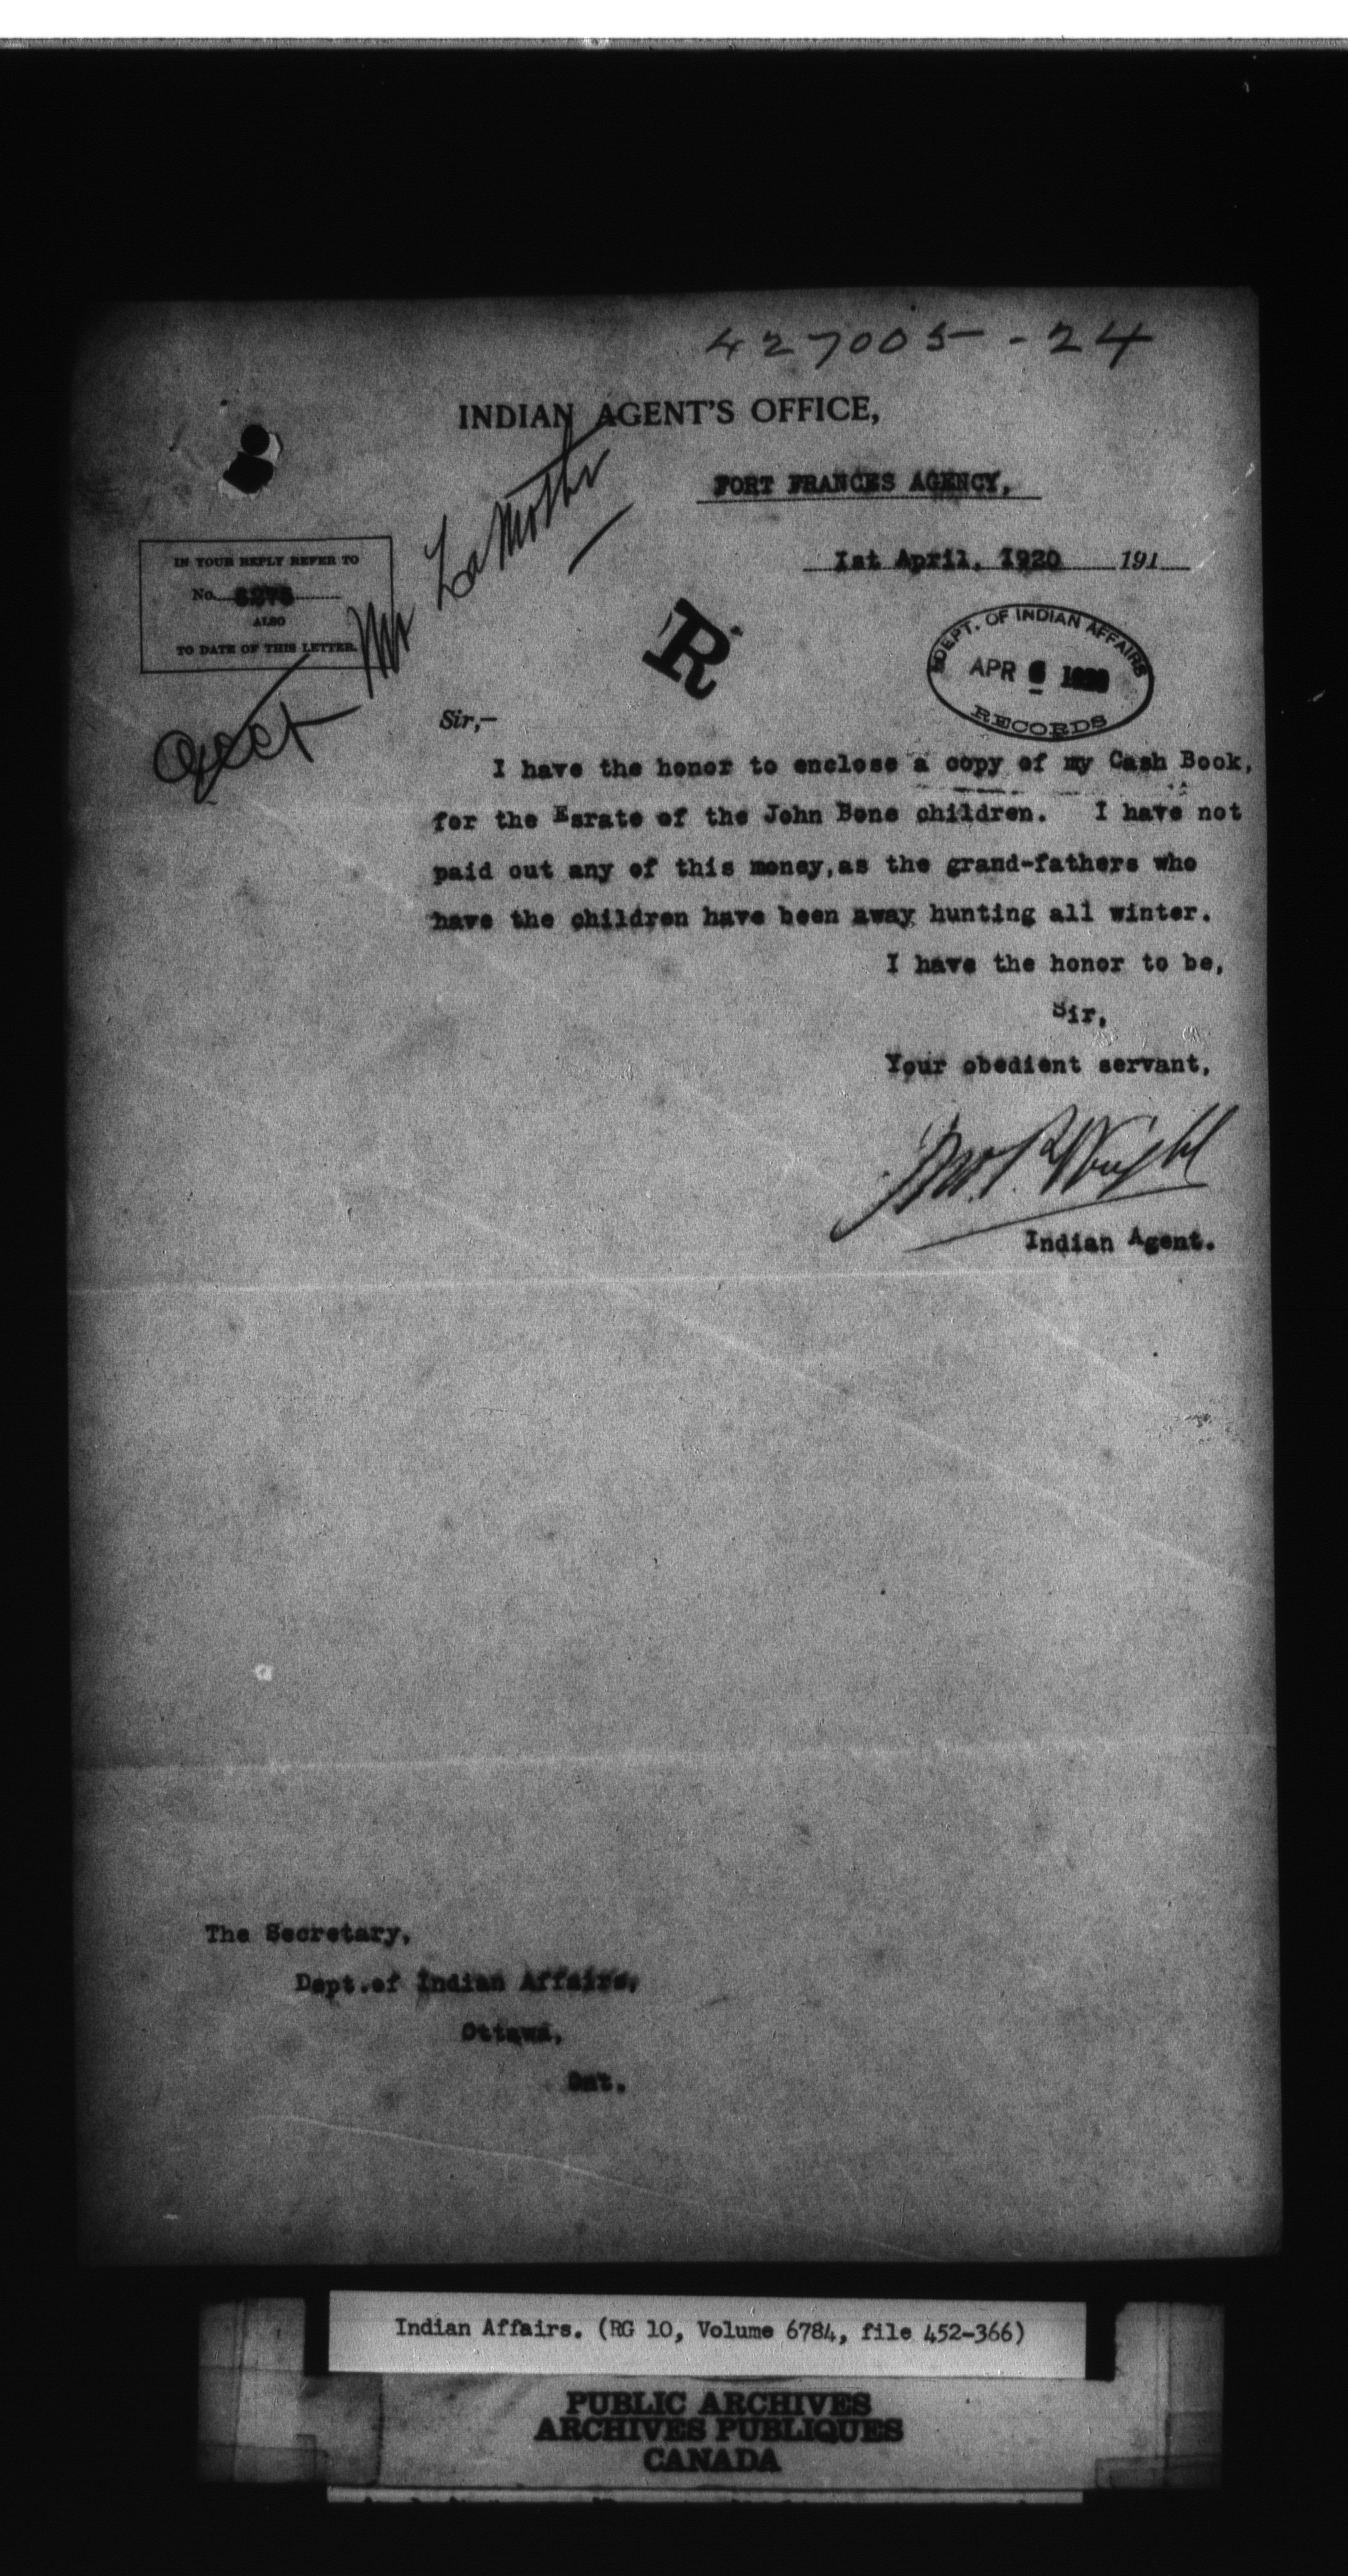 427005-24
INDIAN AGENT'S OFFICE,
FORT FRANCES AGENCY,
1st April, 1920 191
IN YOUR REPLY REFER TO
No. 6276
ALSO
TO DATE OF THIS LETTER.
Mr LaMothe
R
DEPT. OF INDIAN AFFAIRS
APR 6 1920
RECORDS
Sir,-
I have the honor to enclose a copy of my Cash Book,
for the Esrate of the John Bone children. I have not
paid out any of this money,as the grand-fathers who
have the children have been away hunting all winter.
I have the honor to be,
Sir,
Your obedient servant,
Jno. P. Wright
Indian Agent.
The Secretary,
Dept.of Indian Affairs,
Ottawa,
Ont.
Indian Affairs. (RG 10, Volume 6784, file 452-366)
PUBLIC ARCHIVES
ARCHIVES PUBLIQUES
CANADA